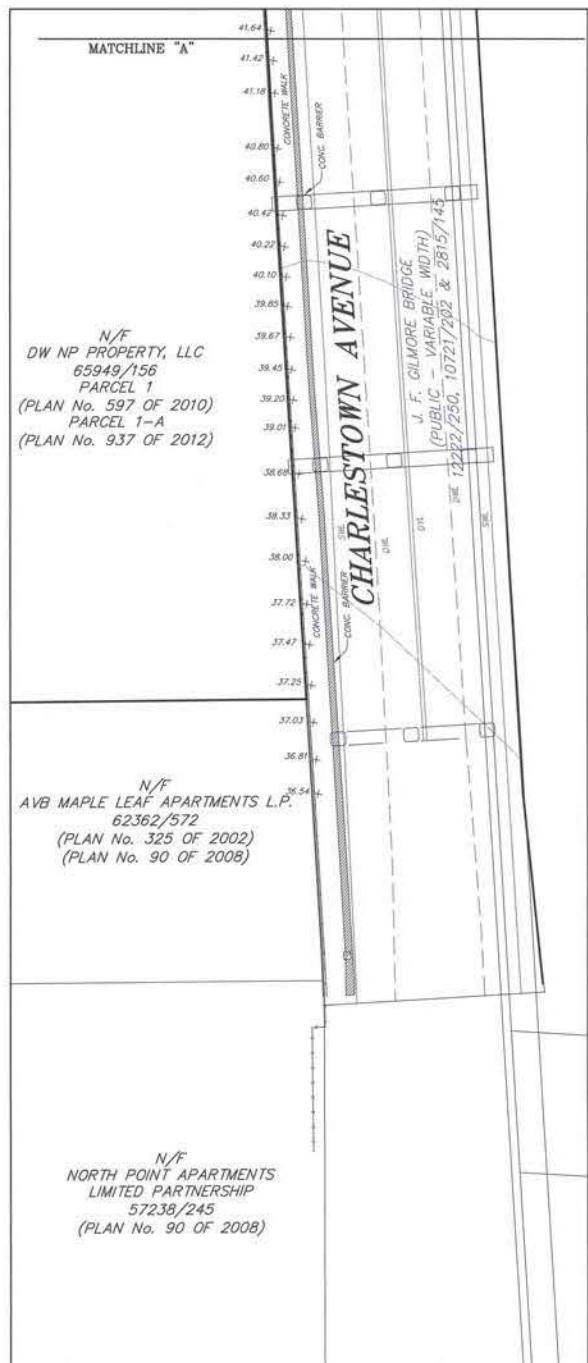 41.64
MATCHLINE "A"
41.42
41.18
CONCRETE WALK
CONC. BARRIER
40.80
40.60
40.42
40.22
40.10
39.85
39.67
39.45
39.20
39.01
38.68
38.33
38.00
37.72
37.47
37.25
37.03
36.81
36.54
CHARLESTOWN AVENUE
J. F. GILMORE BRIDGE
(PUBLIC - VARIABLE WIDTH)
12222/250, 10721/202 & 2815/145
N/F
DW NP PROPERTY, LLC
65949/156
PARCEL 1
(PLAN No. 597 OF 2010)
PARCEL 1-A
(PLAN No. 937 OF 2012)
SWL
DWL
DYL
DWL
SWL
CONCRETE WALK
CONC. BARRIER
N/F
AVB MAPLE LEAF APARTMENTS L.P.
62362/572
(PLAN No. 325 OF 2002)
(PLAN No. 90 OF 2008)
N/F
NORTH POINT APARTMENTS
LIMITED PARTNERSHIP
57238/245
(PLAN No. 90 OF 2008)